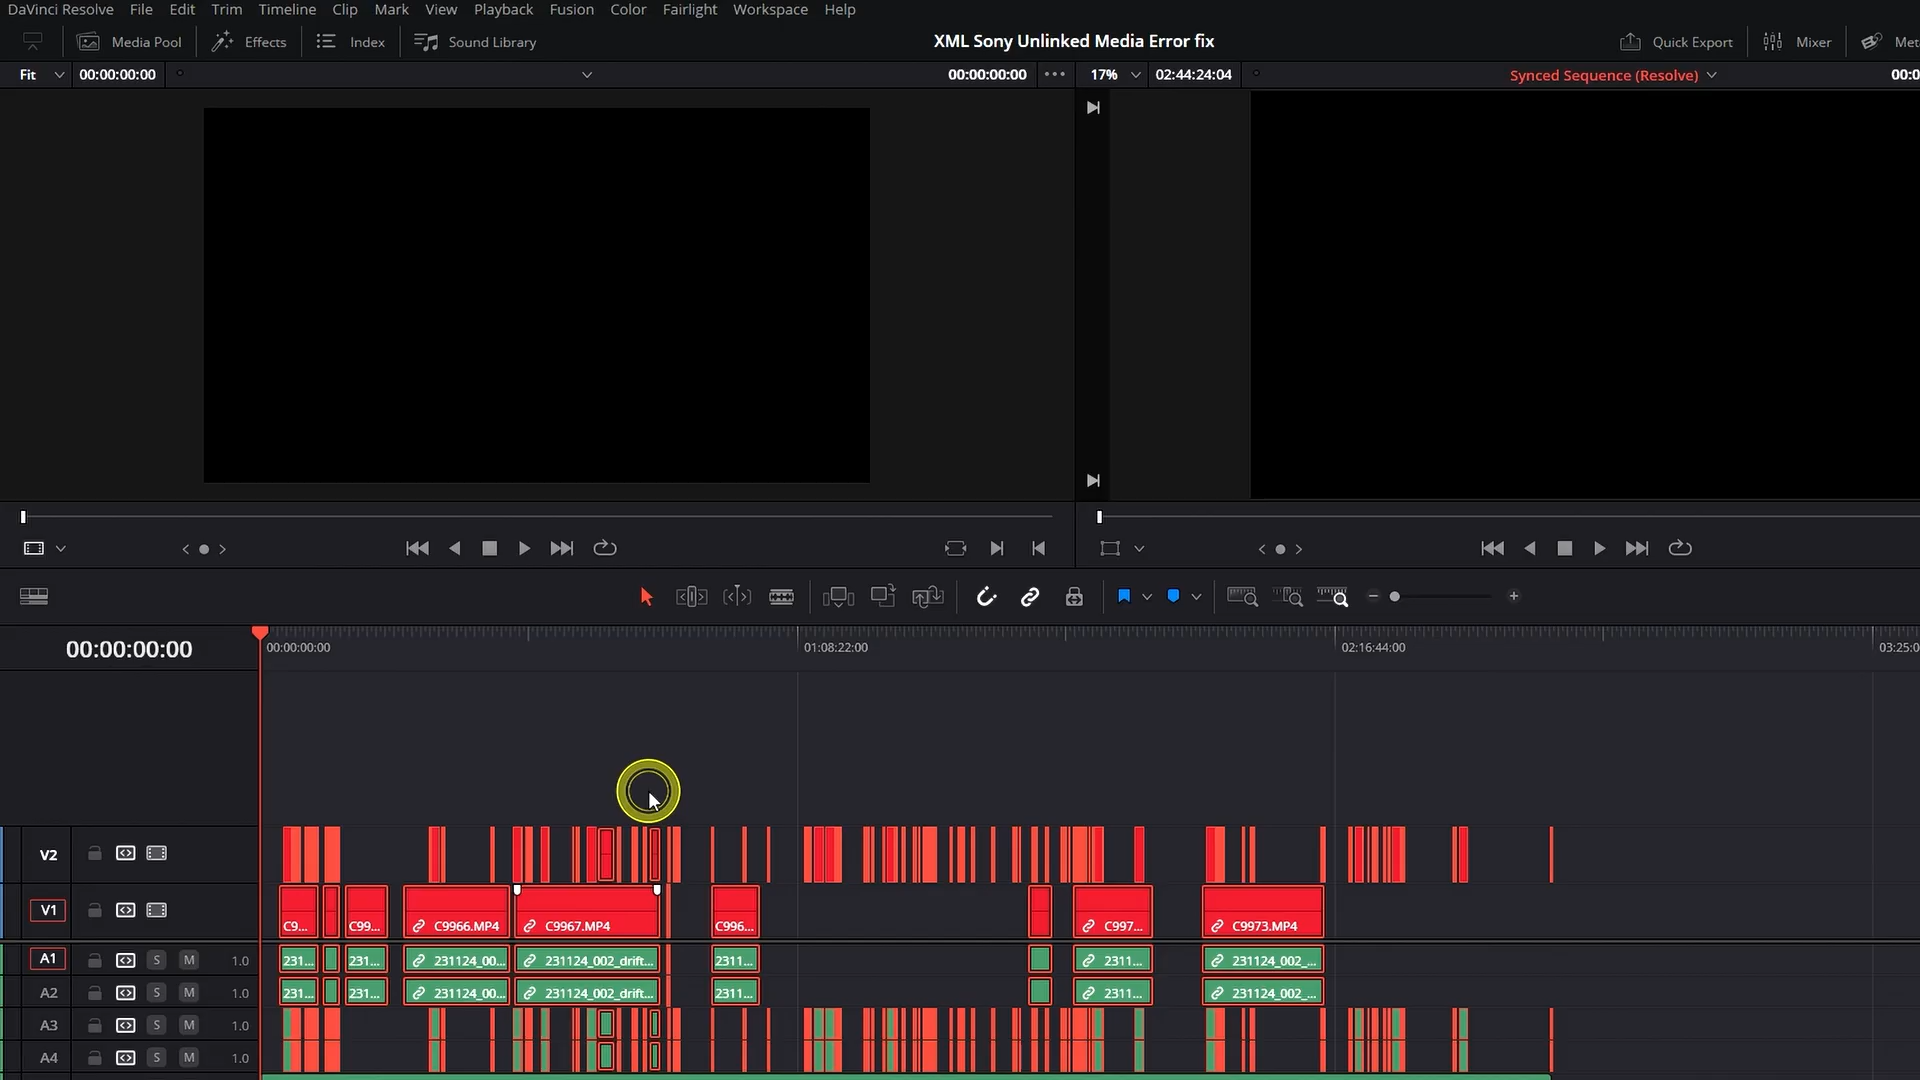 DaVinci Resolve File Edit Trim Timeline Clip Mark View Playback Fusion Color Fairlight Workspace Help
Media Pool Effects Index Sound Library XML Sony Unlinked Media Error fix Quick Export Mixer Met
Fit 00:00:00:00 00:00:00:00 17% 02:44:24:04 Synced Sequence (Resolve) 00:0
00:00:00:00 00:00:00:00 01:08:22:00 02:16:44:00 03:25:0
V2
V1 C9... C99... C9966.MP4 C9967.MP4 C996... C997... C9973.MP4
A1 S M 1.0 231... 231... 231124_00... 231124_002_drift... 2311... 2311... 231124_002_...
A2 S M 1.0 231... 231... 231124_00... 231124_002_drift... 2311... 2311... 231124_002_...
A3 S M 1.0
A4 S M 1.0